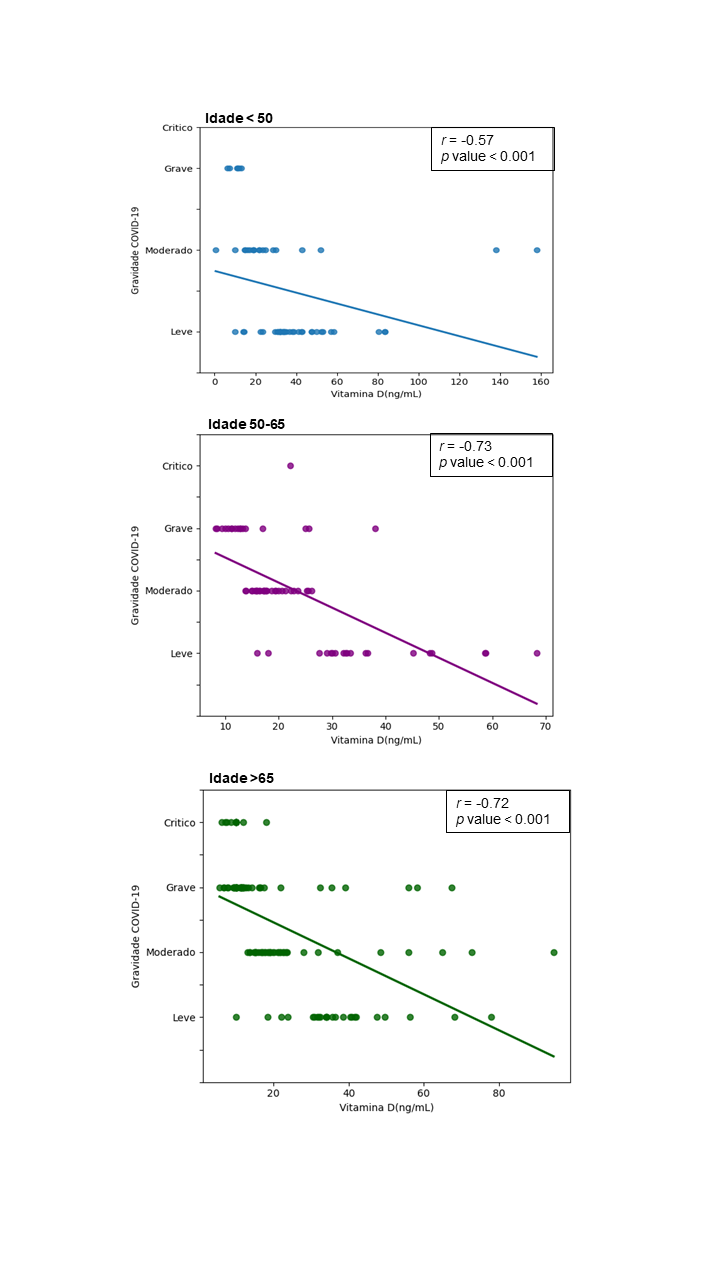 Idade < 50
r = -0.57
p value < 0.001
Critico
Grave
Moderado
Leve
Gravidade COVID-19
0 20 40 60 80 100 120 140 160
Vitamina D(ng/mL)
Idade 50-65
r = -0.73
p value < 0.001
Critico
Grave
Moderado
Leve
Gravidade COVID-19
10 20 30 40 50 60 70
Vitamina D(ng/mL)
Idade >65
r = -0.72
p value < 0.001
Critico
Grave
Moderado
Leve
Gravidade COVID-19
20 40 60 80
Vitamina D(ng/mL)